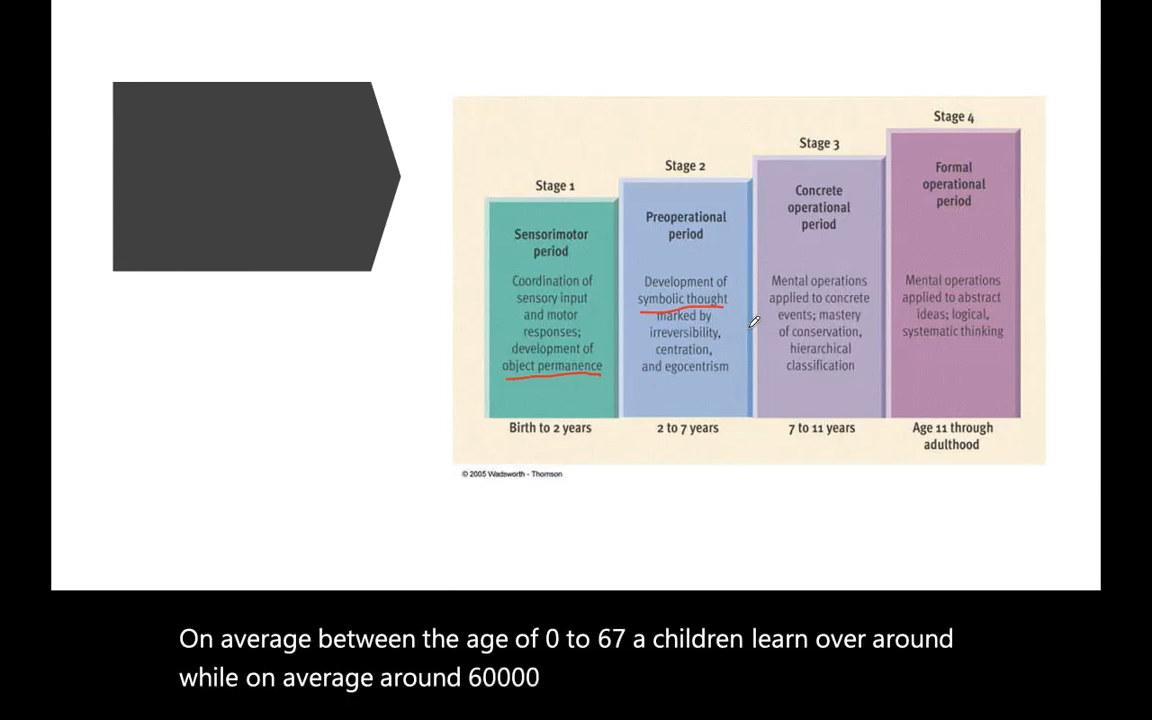 Stage 1
Sensorimotor
period
Coordination of
sensory input
and motor
responses;
development of
object permanence
Birth to 2 years
Stage 2
Preoperational
period
Development of
symbolic thought
marked by
irreversibility,
centration,
and egocentrism
2 to 7 years
Stage 3
Concrete
operational
period
Mental operations
applied to concrete
events; mastery
of conservation,
hierarchical
classification
7 to 11 years
Stage 4
Formal
operational
period
Mental operations
applied to abstract
ideas; logical,
systematic thinking
Age 11 through
adulthood
© 2005 Wadsworth - Thomson
On average between the age of 0 to 67 a children learn over around
while on average around 60000